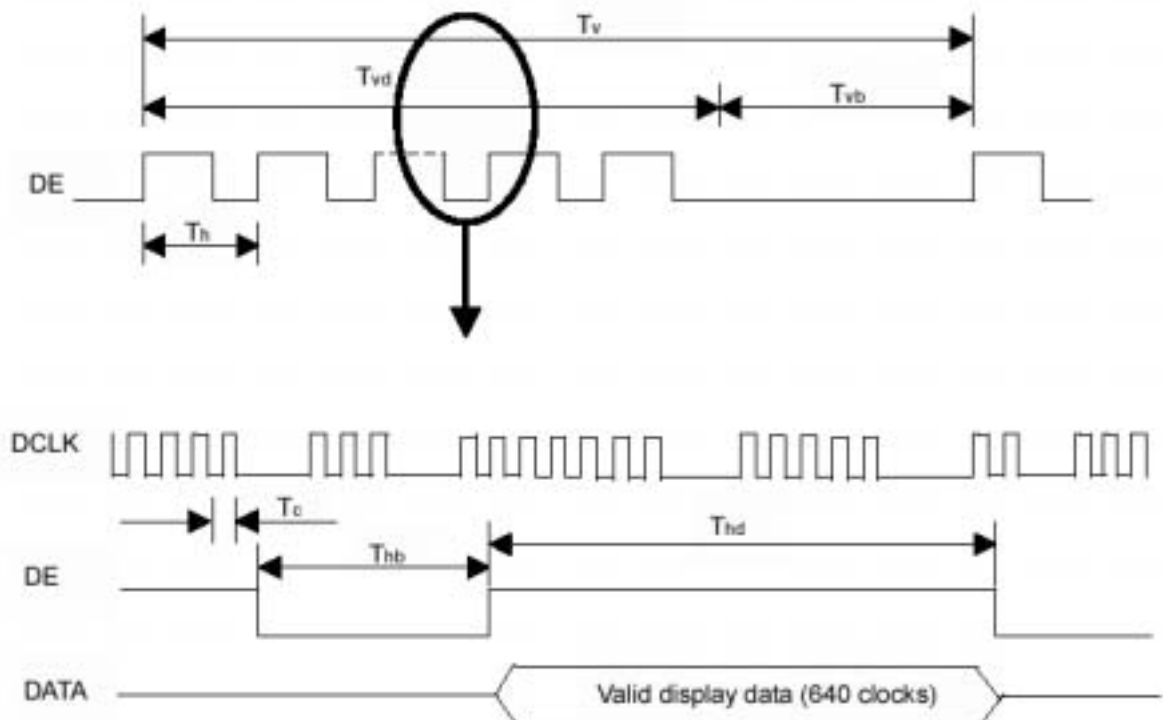 Tv
Tvd
Tvb
DE
Th
DCLK
Tc
Thd
Thb
DE
DATA
Valid display data (640 clocks)